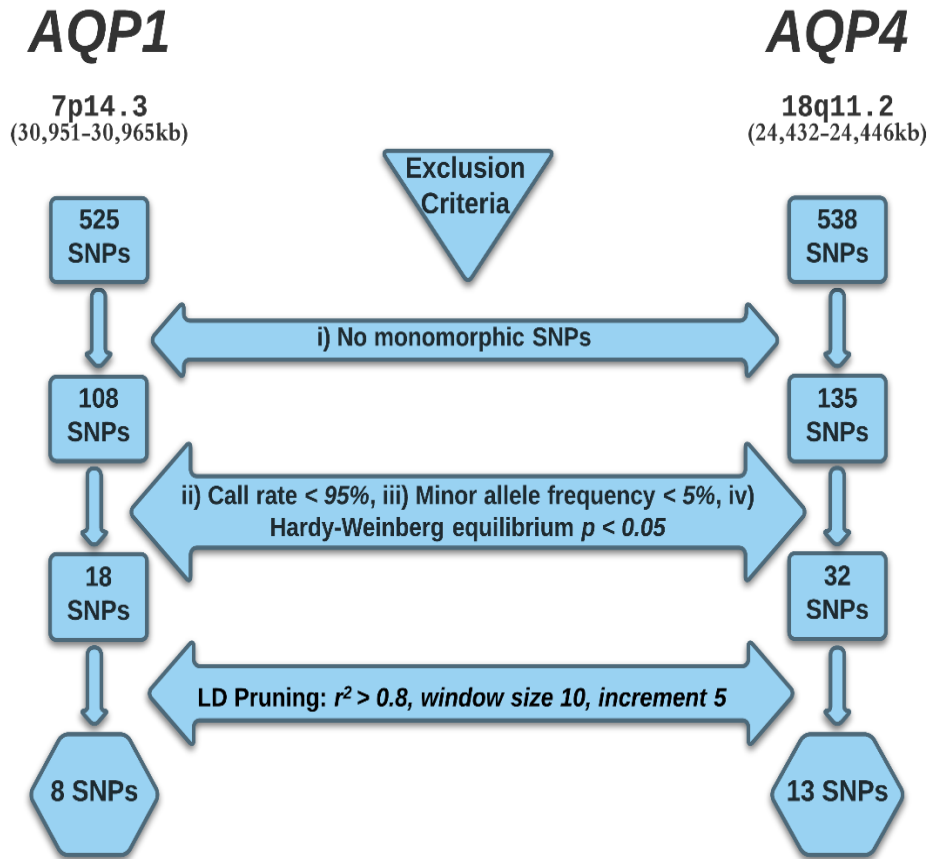 AQP1
7p14.3
(30,951-30,965kb)
AQP4
18q11.2
(24,432-24,446kb)
Exclusion
Criteria
525
SNPs
538
SNPs
i) No monomorphic SNPs
108
SNPs
135
SNPs
ii) Call rate < 95%, iii) Minor allele frequency < 5%, iv)
Hardy-Weinberg equilibrium p < 0.05
18
SNPs
32
SNPs
LD Pruning: r² > 0.8, window size 10, increment 5
8 SNPs
13 SNPs